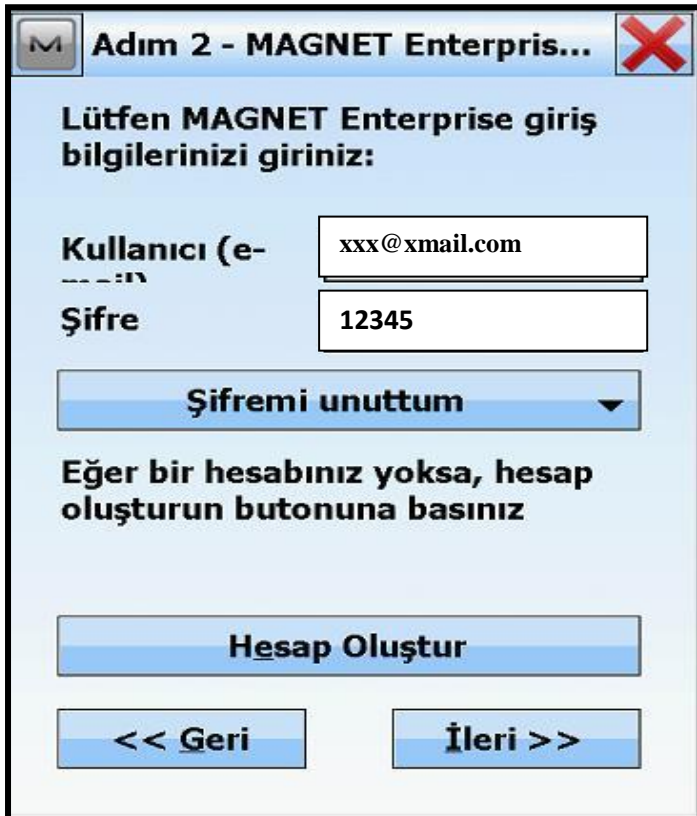 Adım 2 - MAGNET Enterpris...
Lütfen MAGNET Enterprise giriş
bilgilerinizi giriniz:
Kullanıcı (e-
mail)
xxx@xmail.com
Şifre
12345
Şifremi unuttum
Eğer bir hesabınız yoksa, hesap
oluşturun butonuna basınız
Hesap Oluştur
<< Geri
İleri >>